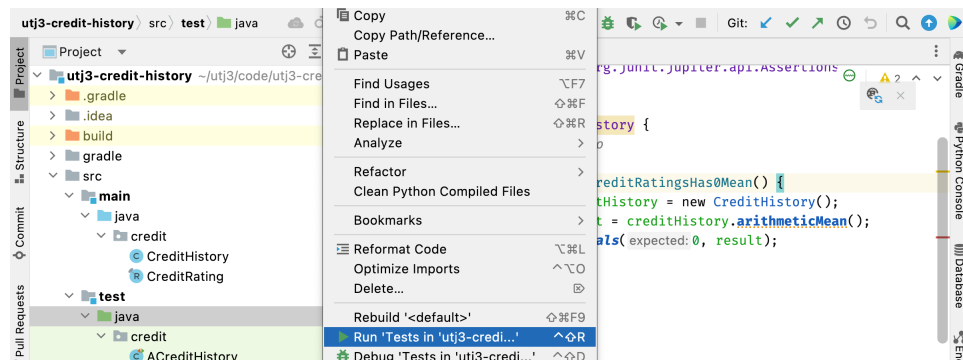 utj3-credit-history
src
test
java
Git:
Project
utj3-credit-history ~/utj3/code/utj3-cre
.gradle
.idea
build
gradle
src
main
java
credit
CreditHistory
CreditRating
test
java
credit
ACreditHistory
Project
Structure
Commit
Pull Requests
Copy ⌘C
Copy Path/Reference...
Paste ⌘V
Find Usages ⌥F7
Find in Files... ⇧⌘F
Replace in Files... ⇧⌘R
Analyze
Refactor
Clean Python Compiled Files
Bookmarks
Reformat Code ⌥⌘L
Optimize Imports ^⌥O
Delete... ⌦
Rebuild '<default>' ⇧⌘F9
Run 'Tests in 'utj3-credi...' ^⇧R
Debug 'Tests in 'utj3-credi...' ^⇧D
rg.junit.jupiter.api.Assertions
2
story {
o
reditRatingsHas0Mean() {
tHistory = new CreditHistory();
t = creditHistory.arithmeticMean();
als( expected: 0, result);
Gradle
Python Console
Database